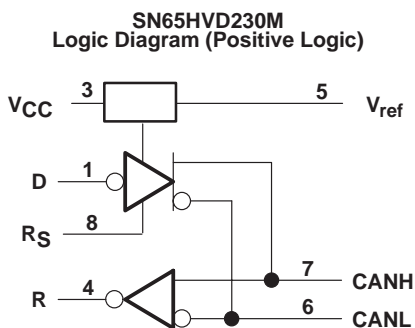 SN65HVD230M
Logic Diagram (Positive Logic)
VCC 3 5 Vref
D 1
RS 8
R 4 7 CANH
6 CANL